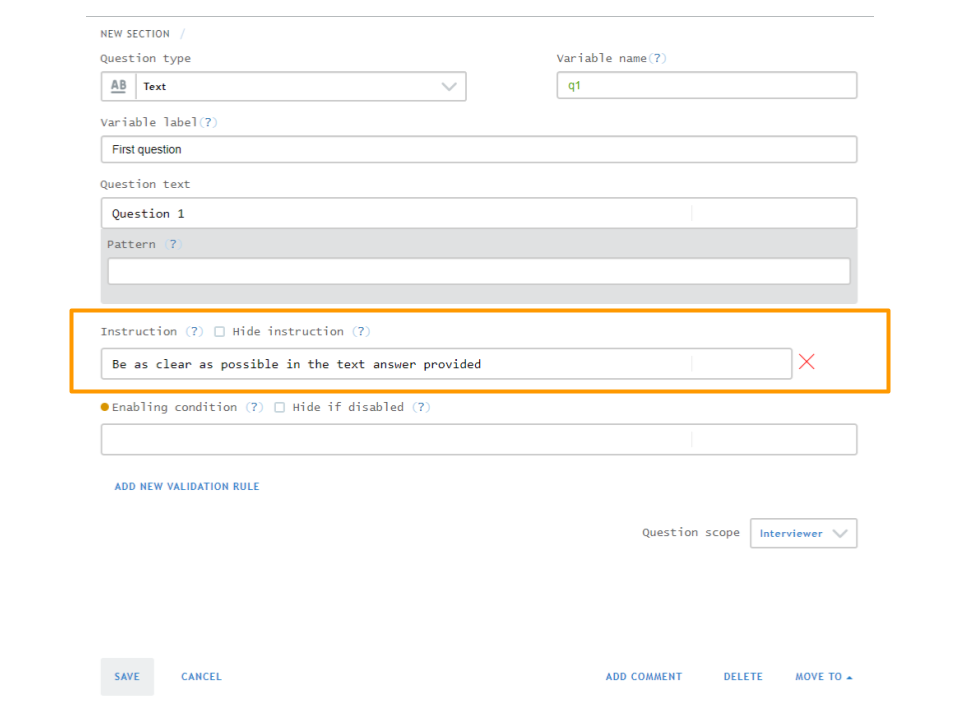 NEW SECTION /
Question type Variable name (?)
AB Text q1
Variable label (?)
First question
Question text
Question 1
Pattern (?)
Instruction (?) Hide instruction (?)
Be as clear as possible in the text answer provided
Enabling condition (?) Hide if disabled (?)
ADD NEW VALIDATION RULE
Question scope Interviewer
SAVE CANCEL ADD COMMENT DELETE MOVE TO